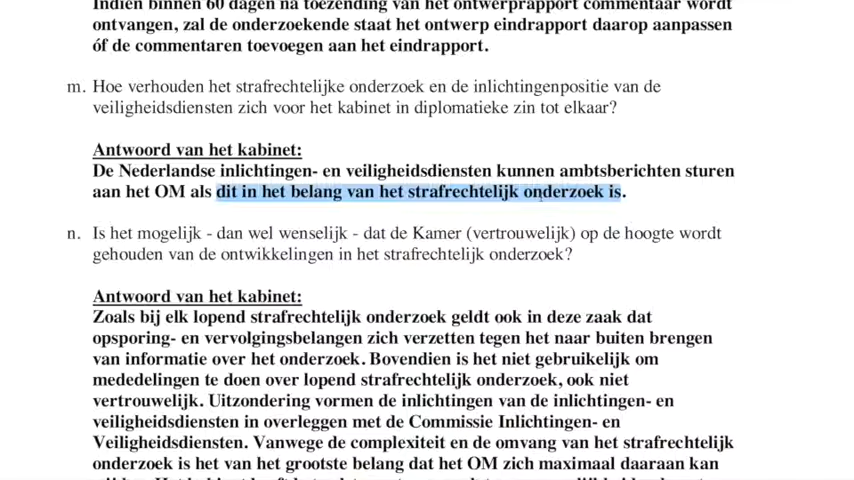 Indien binnen 60 dagen na toezending van het ontwerprapport commentaar wordt
ontvangen, zal de onderzoekende staat het ontwerp eindrapport daarop aanpassen
óf de commentaren toevoegen aan het eindrapport.
m. Hoe verhouden het strafrechtelijke onderzoek en de inlichtingenpositie van de
veiligheidsdiensten zich voor het kabinet in diplomatieke zin tot elkaar?
Antwoord van het kabinet:
De Nederlandse inlichtingen- en veiligheidsdiensten kunnen ambtsberichten sturen
aan het OM als dit in het belang van het strafrechtelijk onderzoek is.
n. Is het mogelijk - dan wel wenselijk - dat de Kamer (vertrouwelijk) op de hoogte wordt
gehouden van de ontwikkelingen in het strafrechtelijk onderzoek?
Antwoord van het kabinet:
Zoals bij elk lopend strafrechtelijk onderzoek geldt ook in deze zaak dat
opsporing- en vervolgingsbelangen zich verzetten tegen het naar buiten brengen
van informatie over het onderzoek. Bovendien is het niet gebruikelijk om
mededelingen te doen over lopend strafrechtelijk onderzoek, ook niet
vertrouwelijk. Uitzondering vormen de inlichtingen van de inlichtingen- en
veiligheidsdiensten in overleggen met de Commissie Inlichtingen- en
Veiligheidsdiensten. Vanwege de complexiteit en de omvang van het strafrechtelijk
onderzoek is het van het grootste belang dat het OM zich maximaal daaraan kan